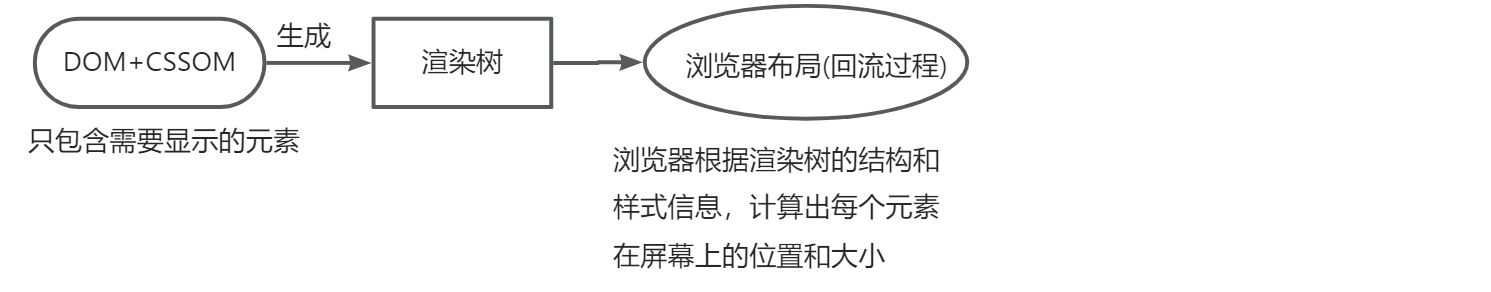 生成
DOM+CSSOM
渲染树
浏览器布局(回流过程)
只包含需要显示的元素
浏览器根据渲染树的结构和
样式信息，计算出每个元素
在屏幕上的位置和大小